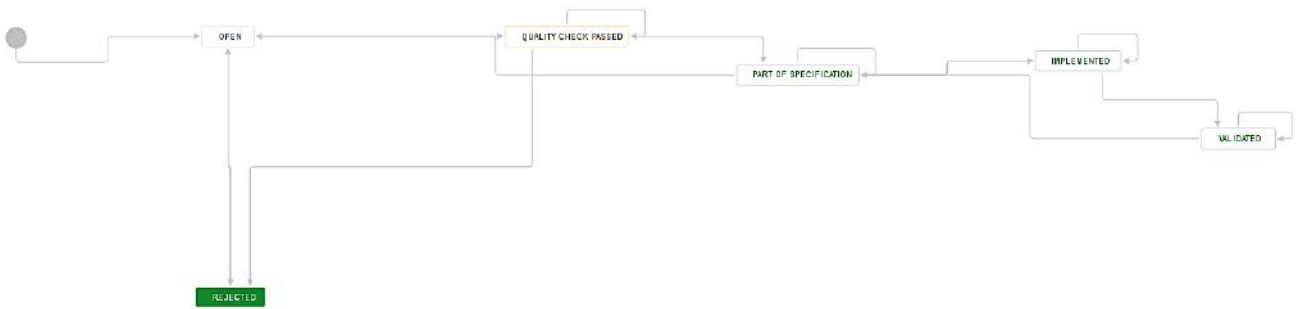 OPEN
QUALITY CHECK PASSED
PART OF SPECIFICATION
IMPLEMENTED
VALIDATED
REJECTED